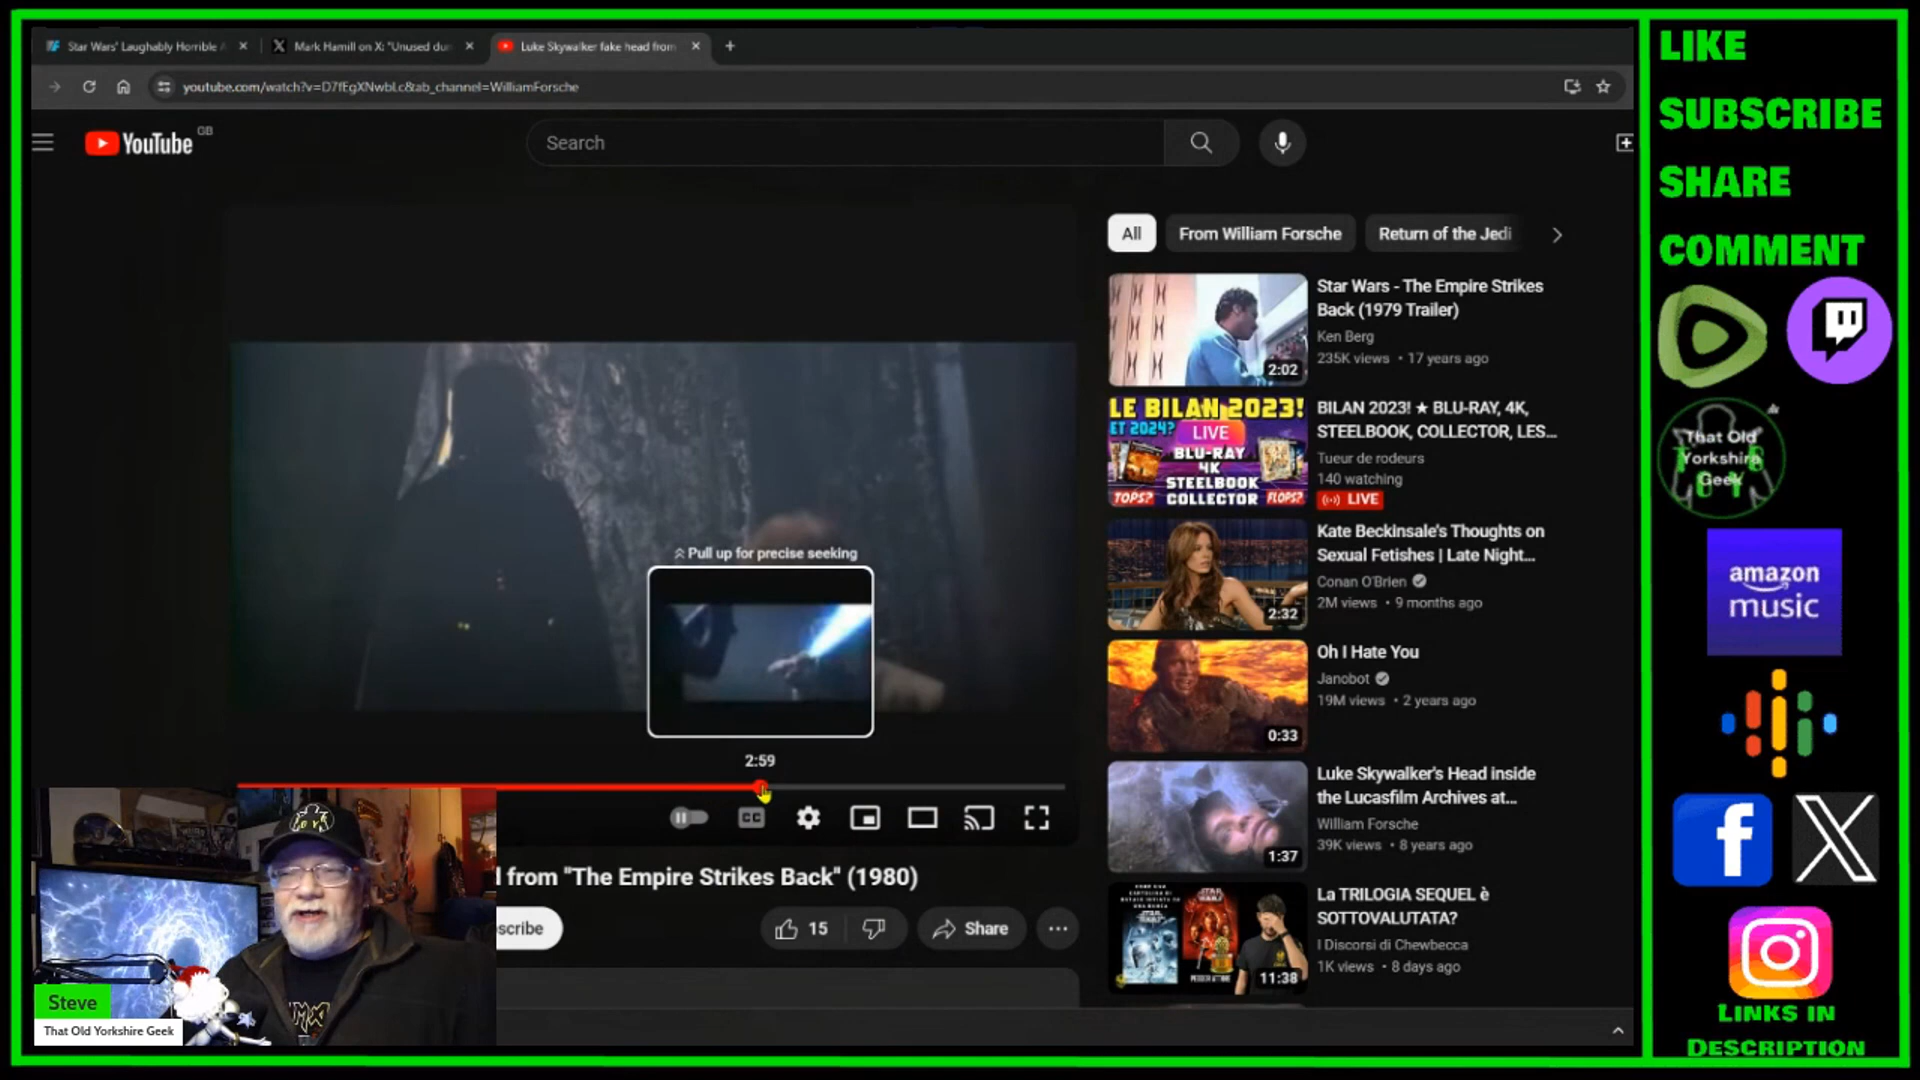 Star Wars' Laughably Horrible
Mark Hamill on X: "Unused
Luke Skywalker fake head from
youtube.com/watch?v=D7fEgXNwbLc&ab_channel=WilliamForsche
YouTube GB
Search
All
From William Forsche
Return of the Jedi
Star Wars - The Empire Strikes
Back (1979 Trailer)
Ken Berg
235K views • 17 years ago
2:02
LE BILAN 2023!
ET 2024?
LIVE
BLU-RAY
4K
STEELBOOK
COLLECTOR
TOPS?
FLOPS?
BILAN 2023! ★ BLU-RAY, 4K,
STEELBOOK, COLLECTOR, LES...
Tueur de rodeurs
140 watching
LIVE
Kate Beckinsale's Thoughts on
Sexual Fetishes | Late Night...
Conan O'Brien
2M views • 9 months ago
2:32
Oh I Hate You
Janobot
19M views • 2 years ago
0:33
Luke Skywalker's Head inside
the Lucasfilm Archives at...
William Forsche
39K views • 8 years ago
1:37
La TRILOGIA SEQUEL è
SOTTOVALUTATA?
I Discorsi di Chewbecca
1K views • 8 days ago
11:38
Pull up for precise seeking
2:59
CC
from "The Empire Strikes Back" (1980)
scribe
15
Share
Steve
That Old Yorkshire Geek
LIKE
SUBSCRIBE
SHARE
COMMENT
That Old
Yorkshire
Geek
amazon
music
LINKS IN
DESCRIPTION